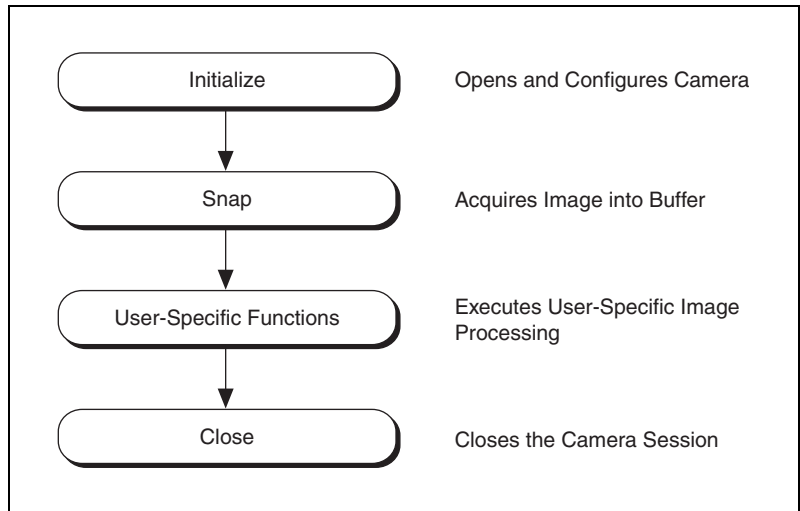 Initialize
Opens and Configures Camera
Snap
Acquires Image into Buffer
User-Specific Functions
Executes User-Specific Image
Processing
Close
Closes the Camera Session